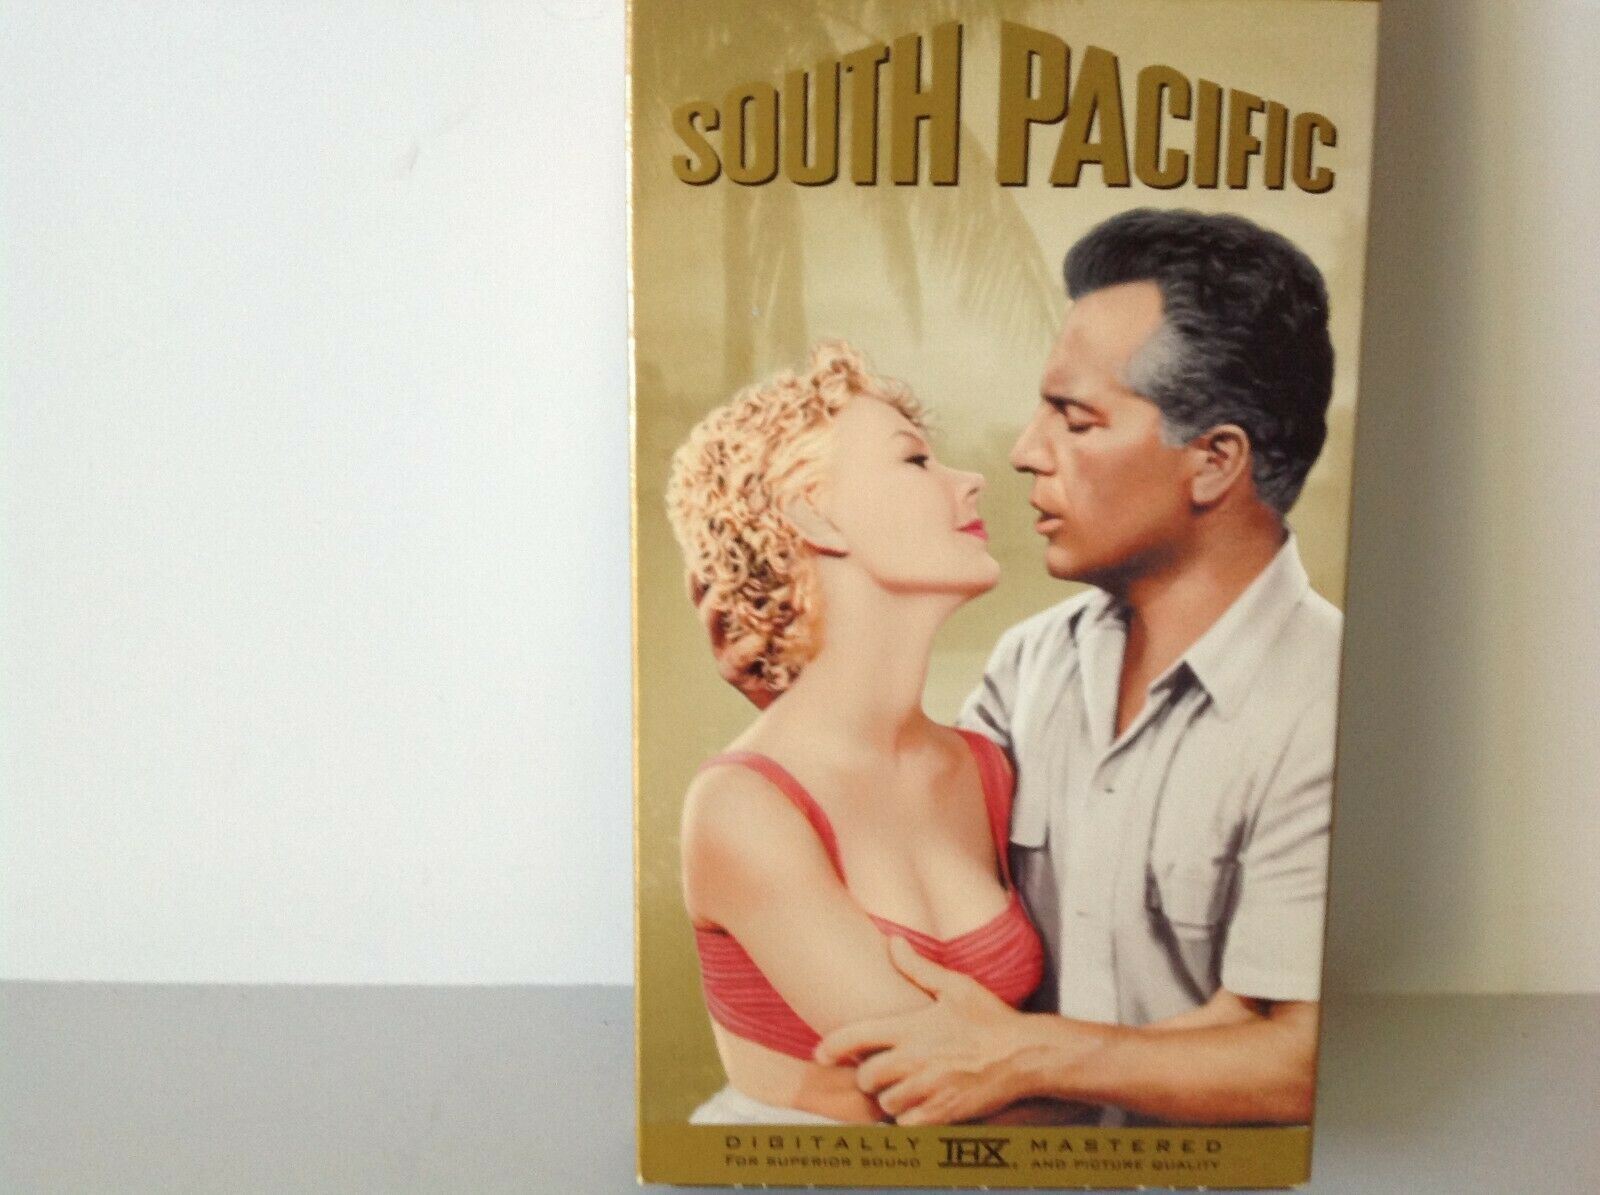 SOUTH PACIFIC
DIGITALLY THX MASTERED
FOR SUPERIOR SOUND AND PICTURE QUALITY